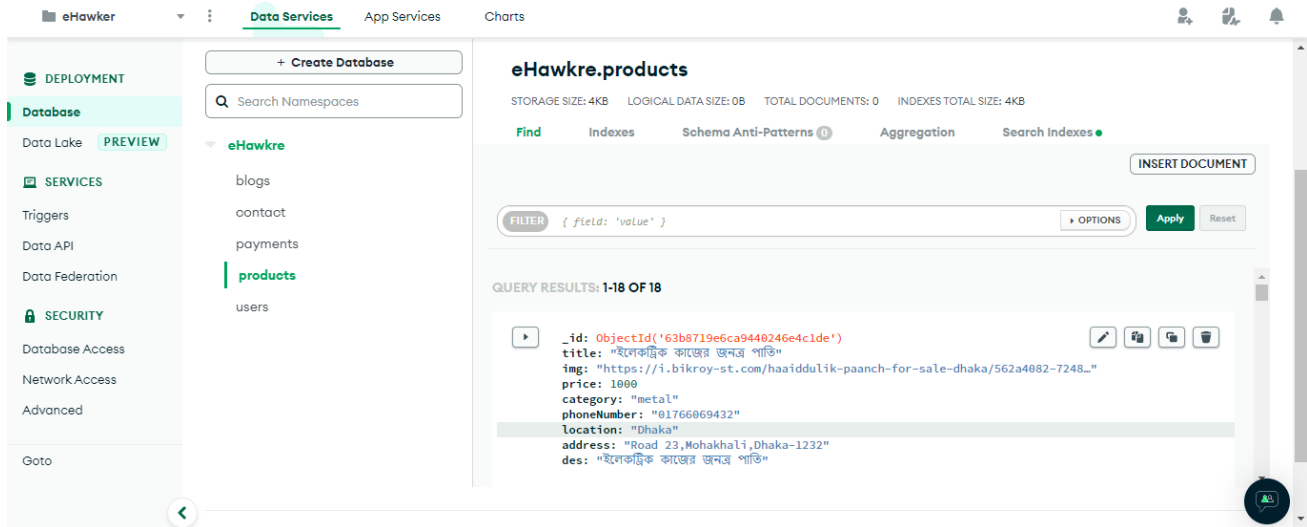 eHawker
Data Services App Services Charts
DEPLOYMENT
Database
Data Lake PREVIEW
SERVICES
Triggers
Data API
Data Federation
SECURITY
Database Access
Network Access
Advanced
Goto
+ Create Database
Search Namespaces
eHawkre
blogs
contact
payments
products
users
eHawkre.products
STORAGE SIZE: 4KB LOGICAL DATA SIZE: 0B TOTAL DOCUMENTS: 0 INDEXES TOTAL SIZE: 4KB
Find Indexes Schema Anti-Patterns 0 Aggregation Search Indexes
INSERT DOCUMENT
FILTER { field: 'value' } OPTIONS Apply Reset
QUERY RESULTS: 1-18 OF 18
_id: ObjectId('63b8719e6ca9440246e4c1de')
title: "ইলেকট্রিক কাজের জনত্র পাতি"
img: "https://i.bikroy-st.com/haaiddulik-paanch-for-sale-dhaka/562a4082-7248…"
price: 1000
category: "metal"
phoneNumber: "01766069432"
location: "Dhaka"
address: "Road 23,Mohakhali,Dhaka-1232"
des: "ইলেকট্রিক কাজের জনত্র পাতি"